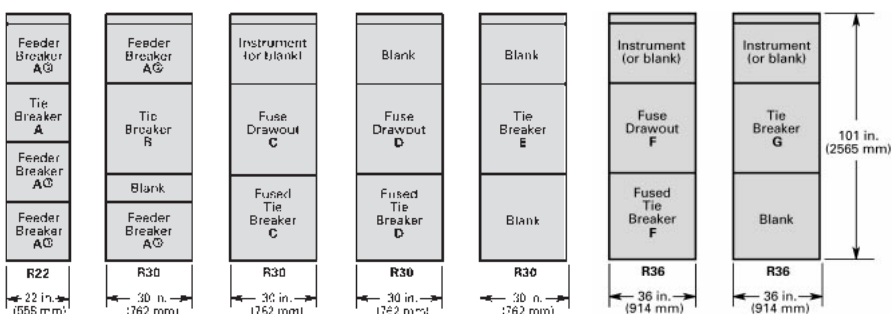 Feeder
Breaker
A①
Tie
Breaker
A
Feeder
Breaker
A①
Feeder
Breaker
A①
R22
22 in.
(558 mm)
Feeder
Breaker
A
Tie
Breaker
B
Blank
Feeder
Breaker
A
R30
30 in.
(762 mm)
Instrument
(or blank)
Fuse
Drawout
C
Fused
Tie
Breaker
C
R30
30 in.
(762 mm)
Blank
Fuse
Drawout
D
Fused
Tie
Breaker
D
R30
30 in.
(762 mm)
Blank
Tie
Breaker
E
Blank
R30
30 in.
(762 mm)
Instrument
(or blank)
Fuse
Drawout
F
Fused
Tie
Breaker
F
R36
36 in.
(914 mm)
Instrument
(or blank)
Tie
Breaker
G
Blank
R36
36 in.
(914 mm)
101 in.
(2565 mm)